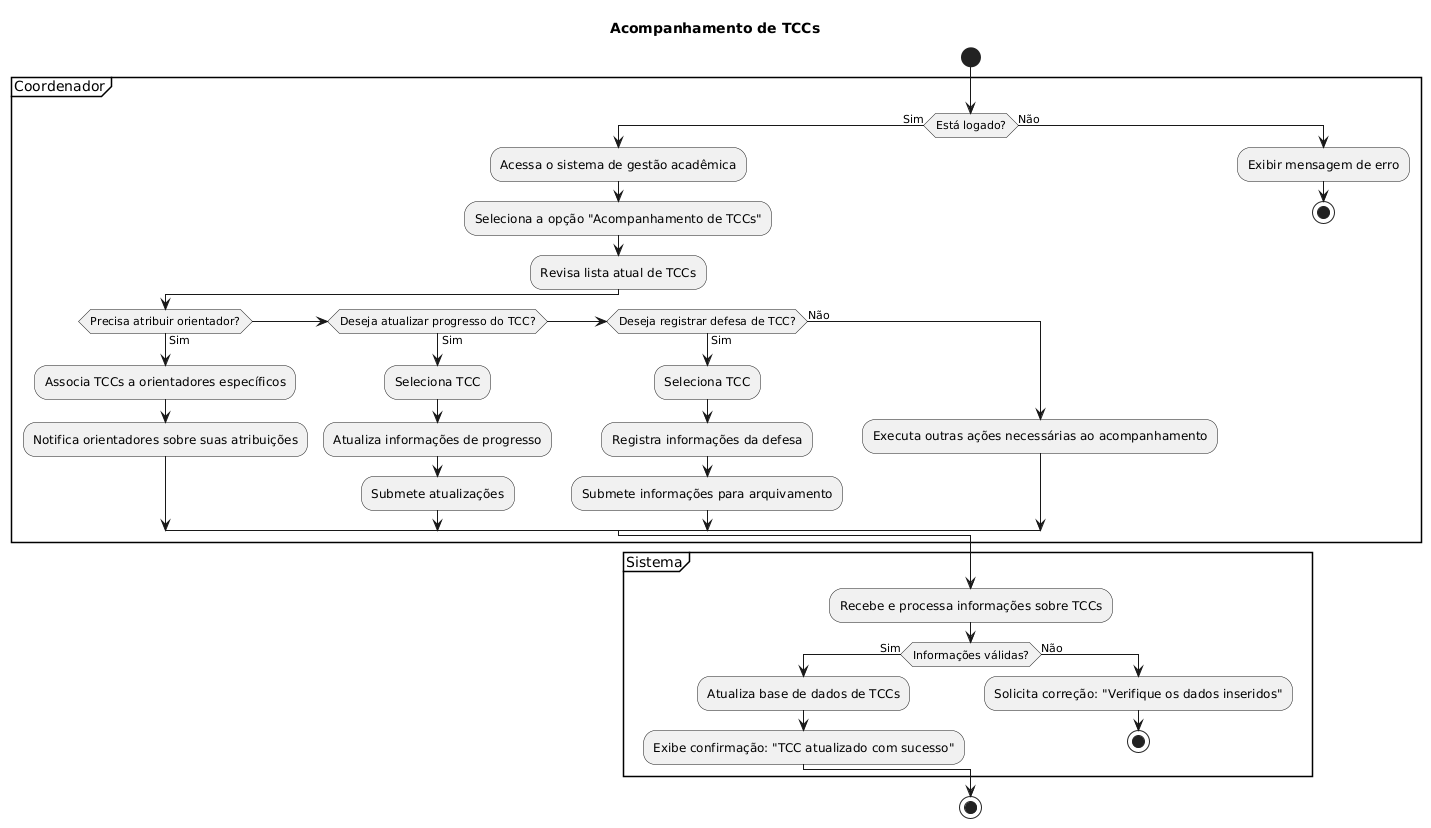 Acompanhamento de TCCs
Coordenador
Está logado?
Sim
Não
Acessa o sistema de gestão acadêmica
Exibir mensagem de erro
Seleciona a opção "Acompanhamento de TCCs"
Revisa lista atual de TCCs
Precisa atribuir orientador?
Sim
Deseja atualizar progresso do TCC?
Sim
Deseja registrar defesa de TCC?
Sim
Não
Associa TCCs a orientadores específicos
Notifica orientadores sobre suas atribuições
Seleciona TCC
Atualiza informações de progresso
Submete atualizações
Seleciona TCC
Registra informações da defesa
Submete informações para arquivamento
Executa outras ações necessárias ao acompanhamento
Sistema
Recebe e processa informações sobre TCCs
Informações válidas?
Sim
Não
Atualiza base de dados de TCCs
Exibe confirmação: "TCC atualizado com sucesso"
Solicita correção: "Verifique os dados inseridos"